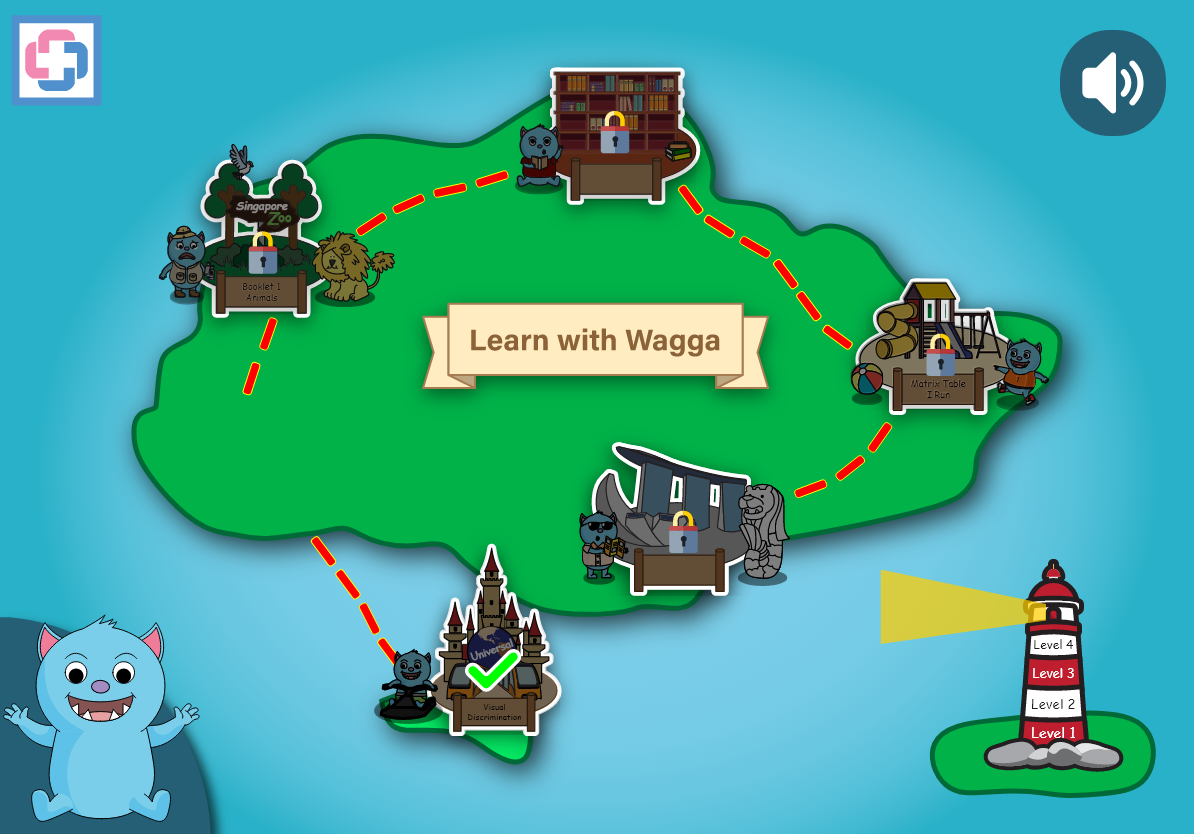 Singapore
Zoo
Booklet 1
Animals
Learn with Wagga
Matrix Table
I Run
Universal
Visual
Discrimination
Level 4
Level 3
Level 2
Level 1